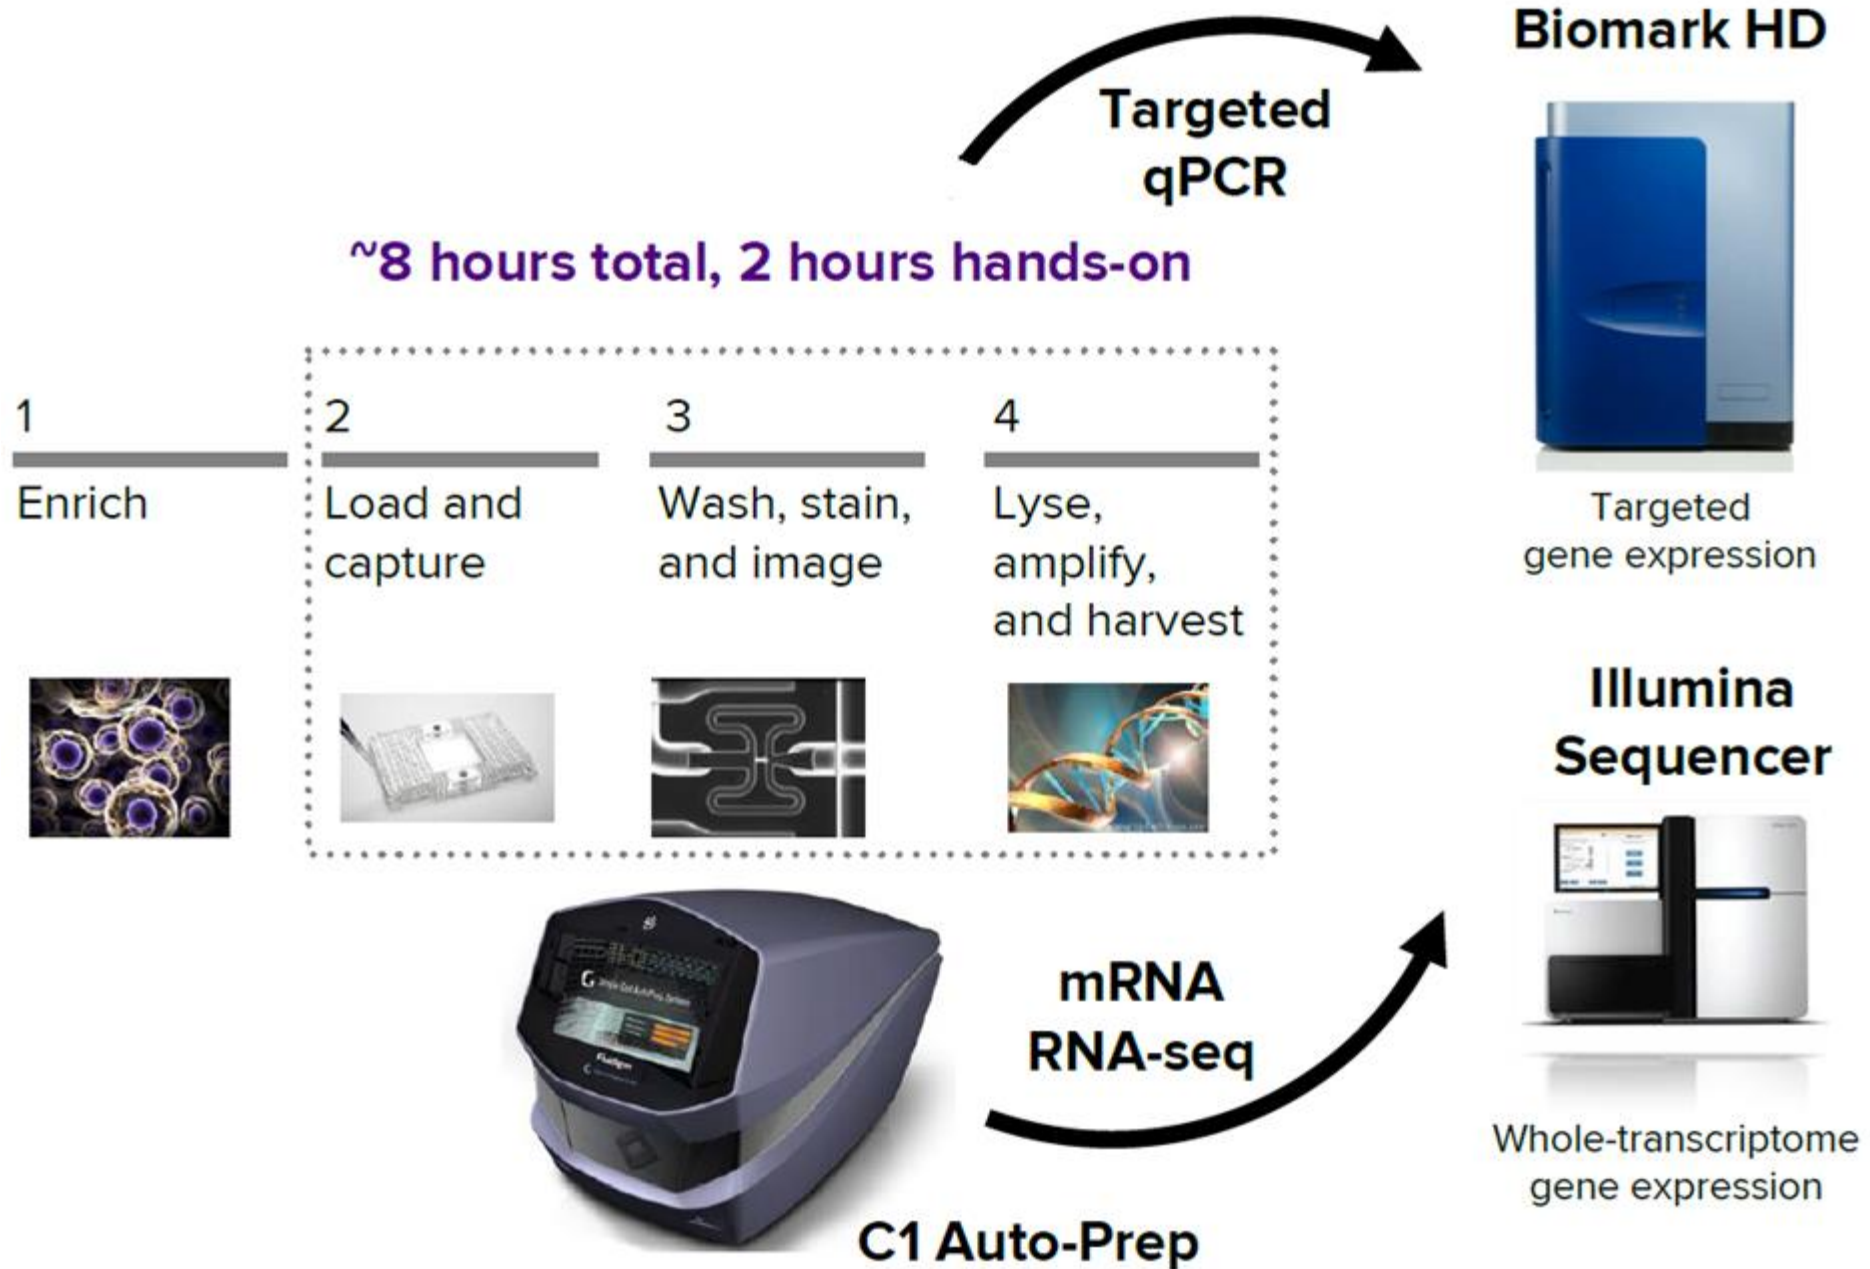 Biomark HD
Targeted
qPCR
~8 hours total, 2 hours hands-on
1
Enrich
2
Load and
capture
3
Wash, stain,
and image
4
Lyse,
amplify,
and harvest
Targeted
gene expression
Illumina
Sequencer
mRNA
RNA-seq
Whole-transcriptome
gene expression
C1 Auto-Prep
Fluidigm